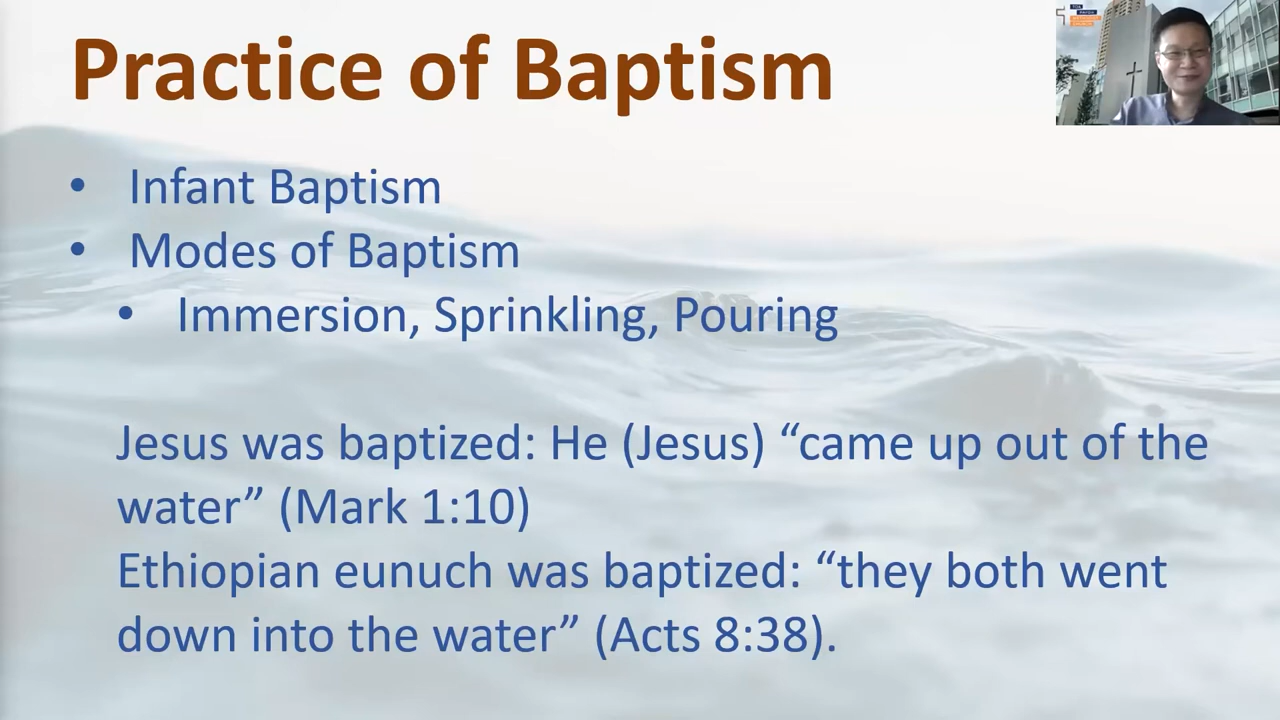 Practice of Baptism
• Infant Baptism
• Modes of Baptism
• Immersion, Sprinkling, Pouring
Jesus was baptized: He (Jesus) “came up out of the
water” (Mark 1:10)
Ethiopian eunuch was baptized: “they both went
down into the water” (Acts 8:38).